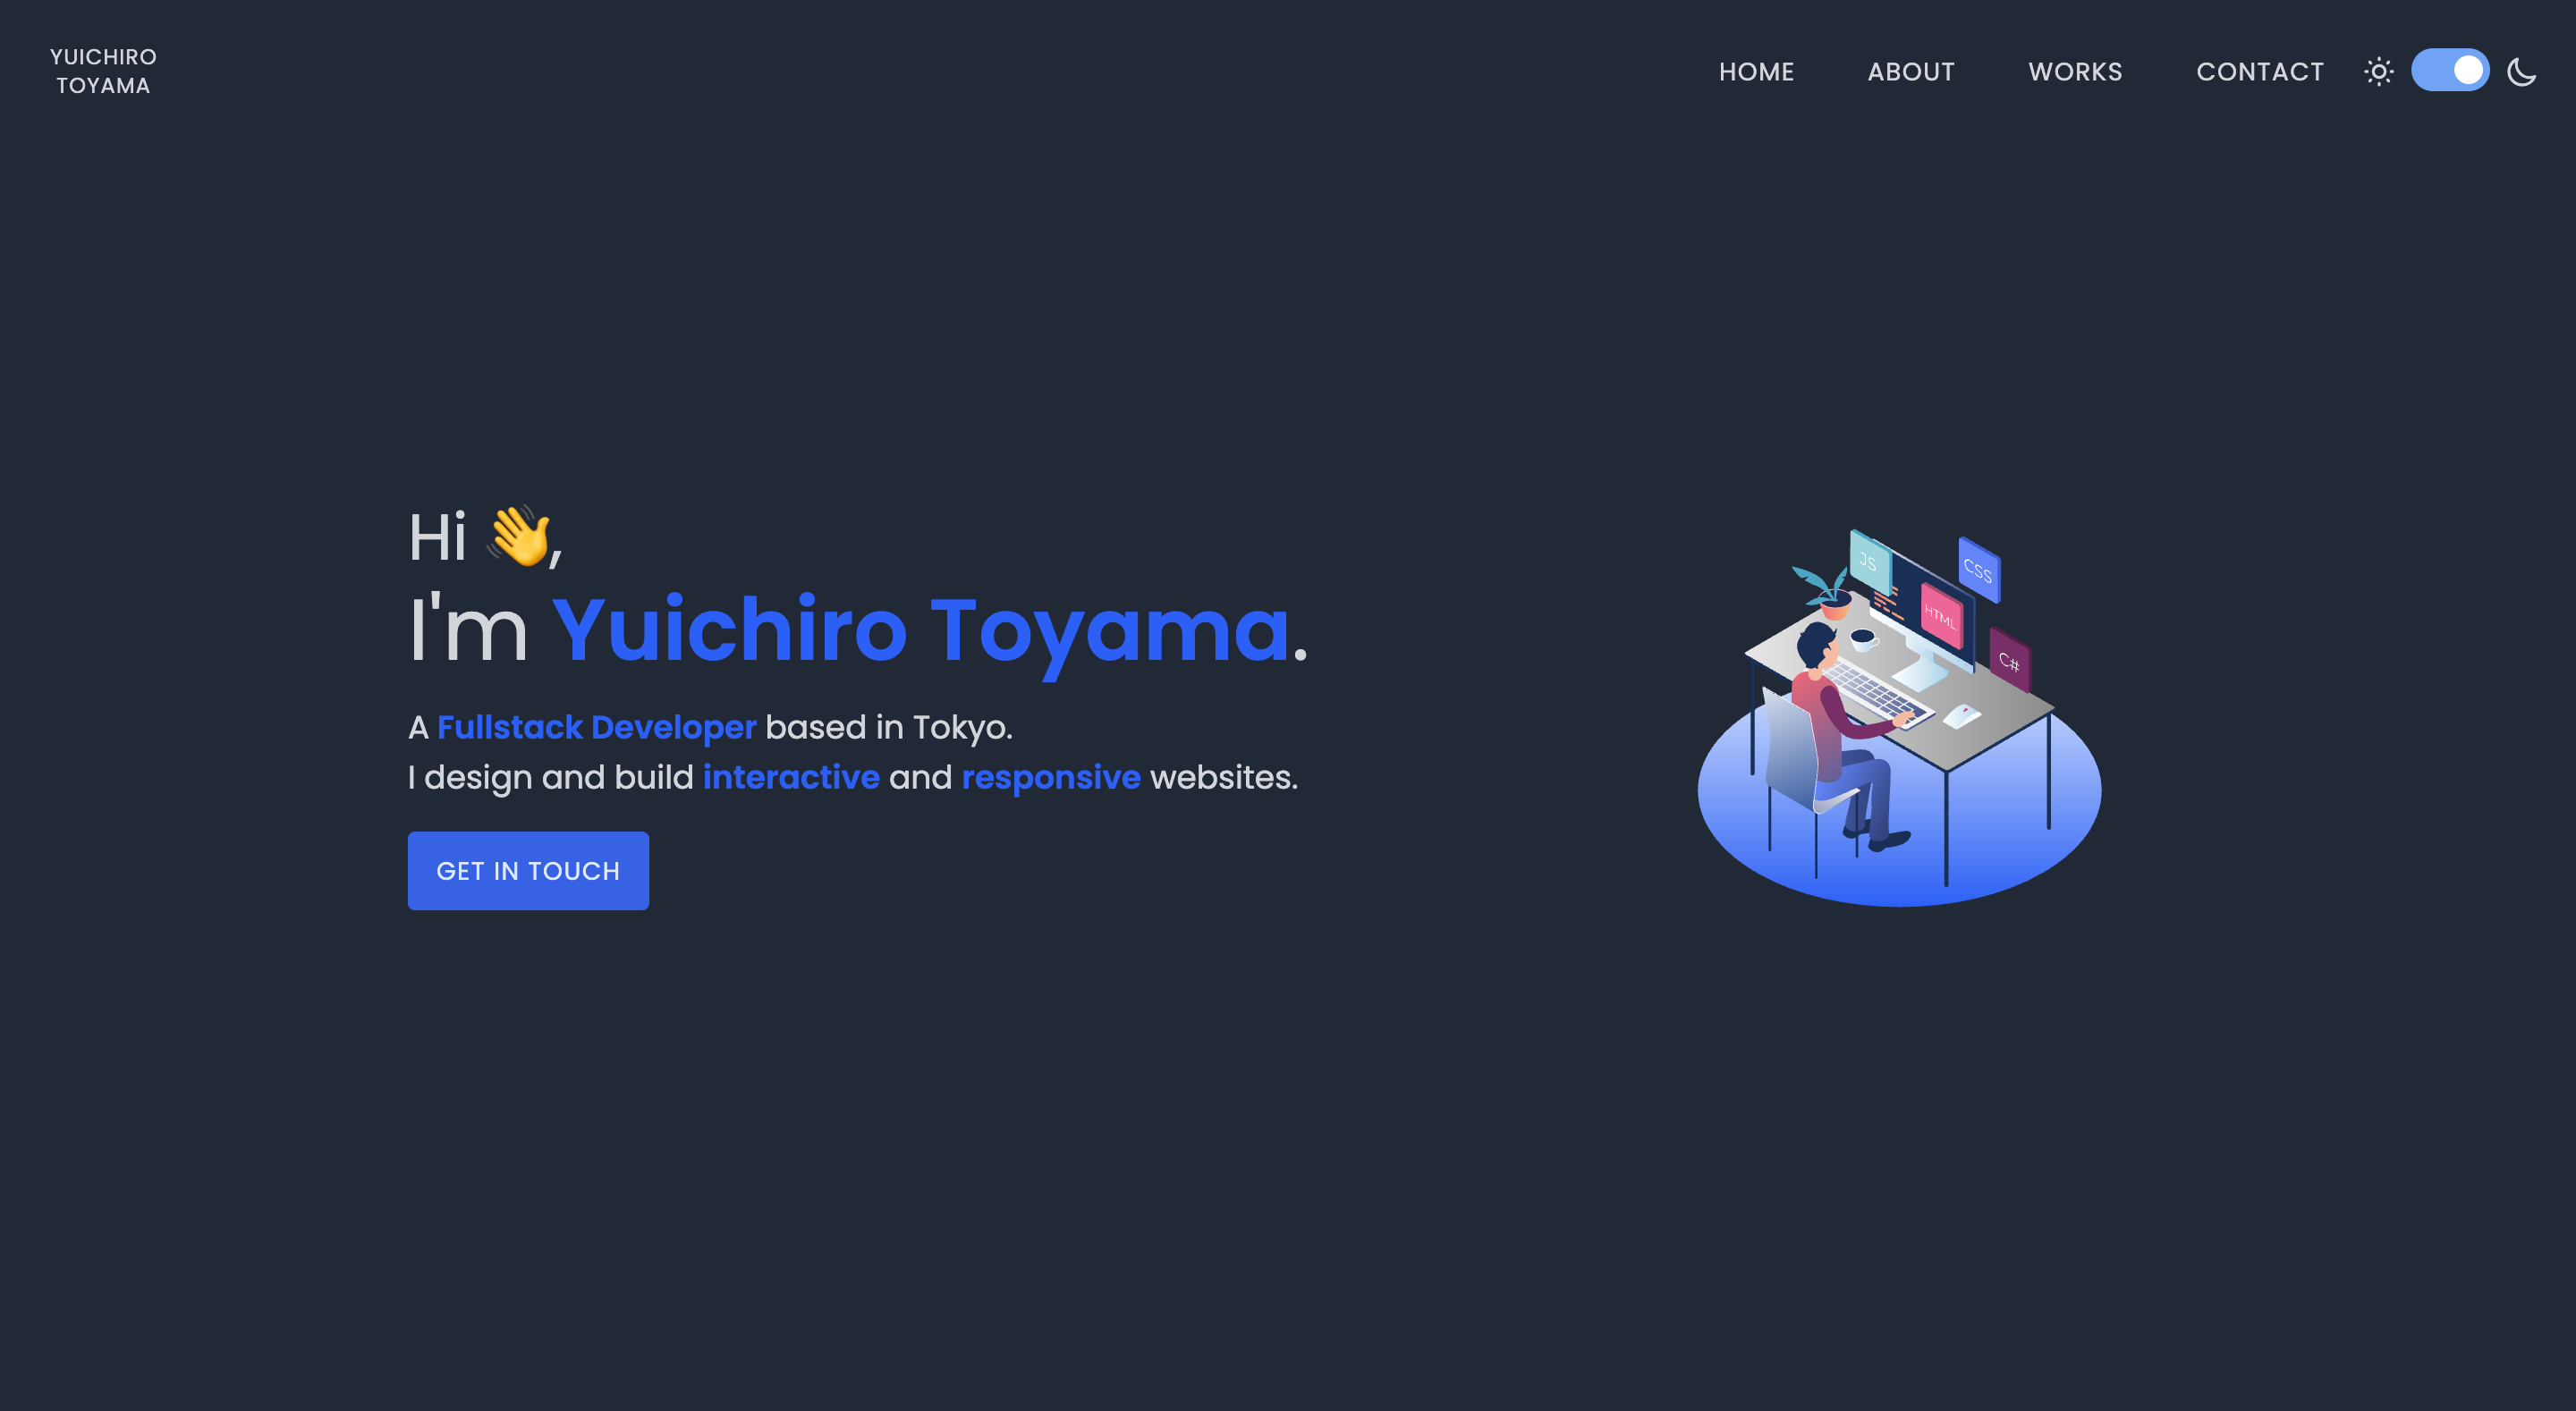 YUICHIRO
TOYAMA
HOME ABOUT WORKS CONTACT
Hi 👋,
I'm Yuichiro Toyama.
A Fullstack Developer based in Tokyo.
I design and build interactive and responsive websites.
GET IN TOUCH
JS
CSS
HTML
C#